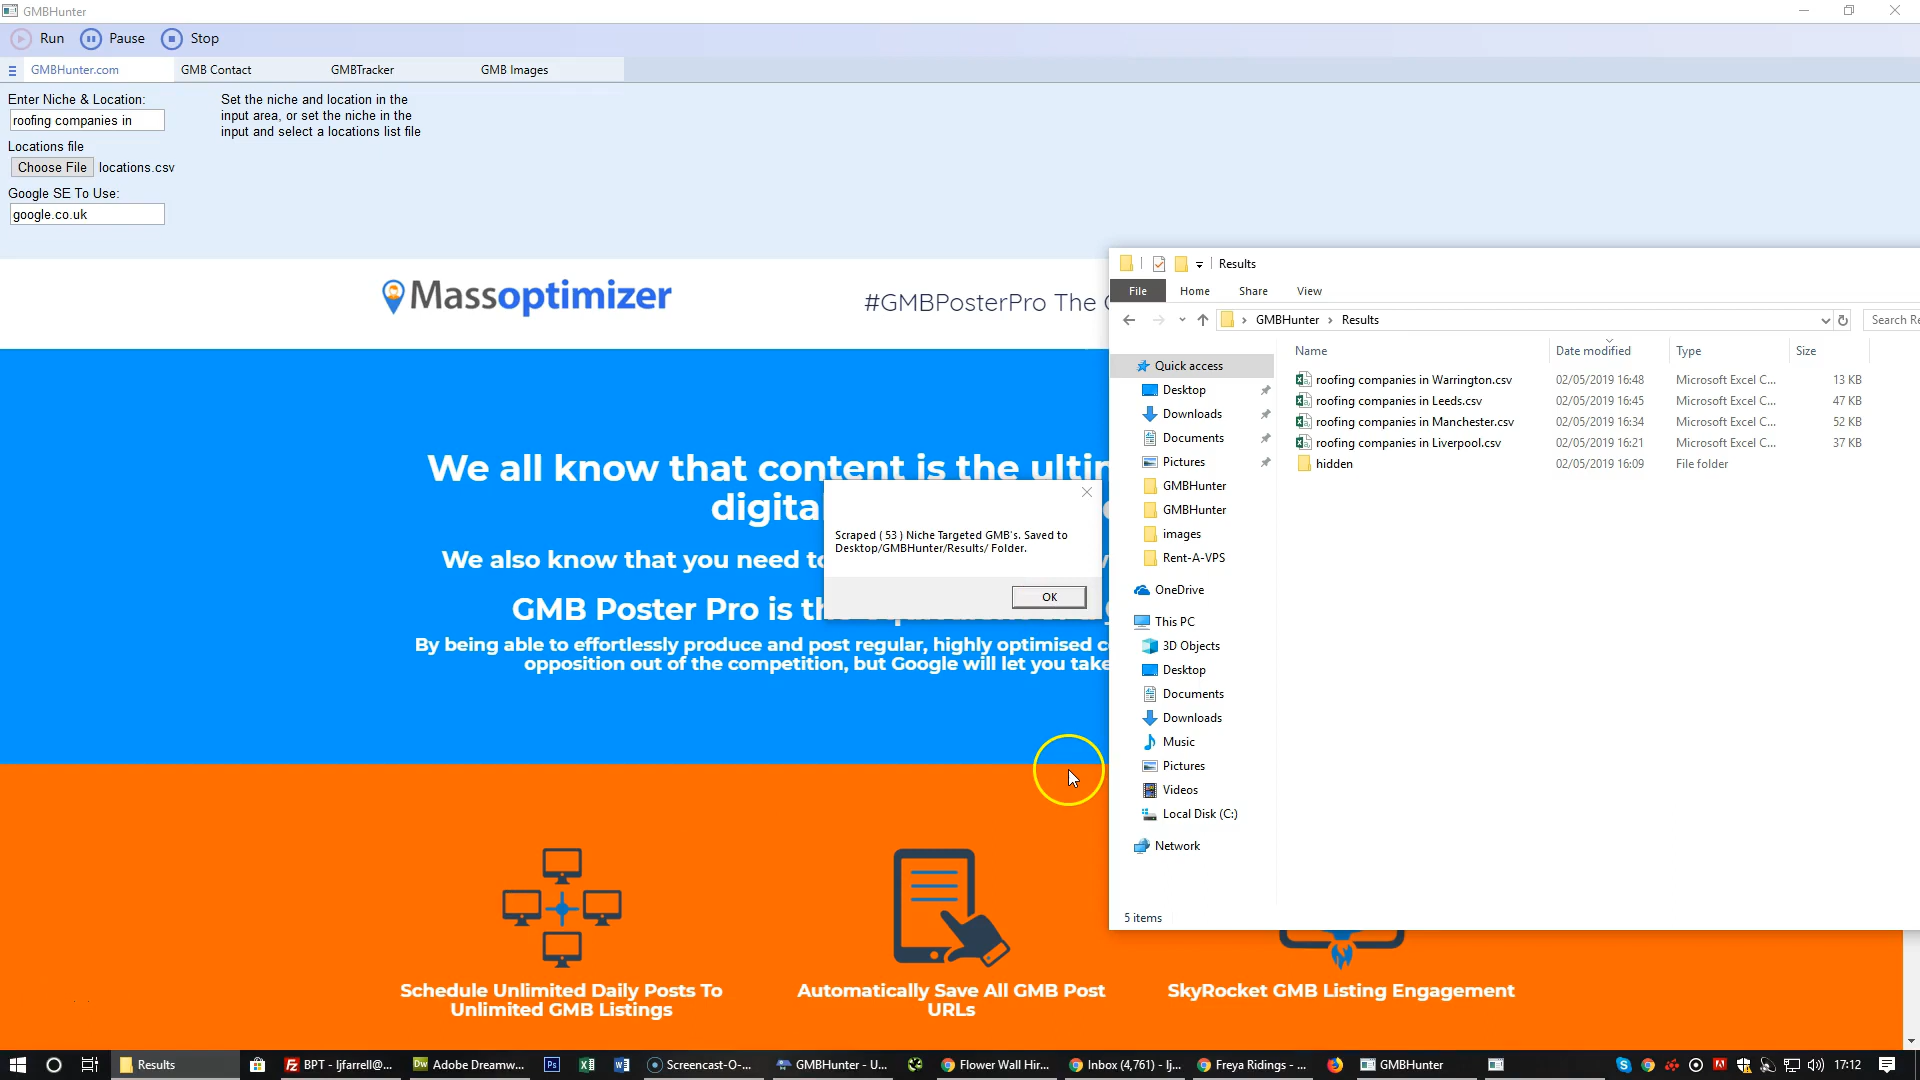 GMBHunter
Run Pause Stop
GMBHunter.com GMB Contact GMBTracker GMB Images
Enter Niche & Location:
roofing companies in
Locations file
Choose File locations.csv
Google SE To Use:
google.co.uk
Set the niche and location in the
input area, or set the niche in the
input and select a locations list file
Massoptimizer
#GMBPosterPro The
We all know that content is the
digital
We also know that you need to
GMB Poster Pro is
By being able to effortlessly produce and post regular, highly optimised
opposition out of the competition, but Google will let you take
Scraped ( 53 ) Niche Targeted GMB's. Saved to
Desktop/GMBHunter/Results/ Folder.
OK
Schedule Unlimited Daily Posts To
Unlimited GMB Listings
Automatically Save All GMB Post
URLs
SkyRocket GMB Listing Engagement
Results
File Home Share View
GMBHunter Results
Search Re
Name Date modified Type Size
roofing companies in Warrington.csv 02/05/2019 16:48 Microsoft Excel C... 13 KB
roofing companies in Leeds.csv 02/05/2019 16:45 Microsoft Excel C... 47 KB
roofing companies in Manchester.csv 02/05/2019 16:34 Microsoft Excel C... 52 KB
roofing companies in Liverpool.csv 02/05/2019 16:21 Microsoft Excel C... 37 KB
hidden 02/05/2019 16:09 File folder
Quick access
Desktop
Downloads
Documents
Pictures
GMBHunter
GMBHunter
images
Rent-A-VPS
OneDrive
This PC
3D Objects
Desktop
Documents
Downloads
Music
Pictures
Videos
Local Disk (C:)
Network
5 items
Results BPT - ljfarrell@... Adobe Dreamw... Screencast-O-... GMBHunter - U... Flower Wall Hir... Inbox (4,761) - lj... Freya Ridings - ... GMBHunter 17:12